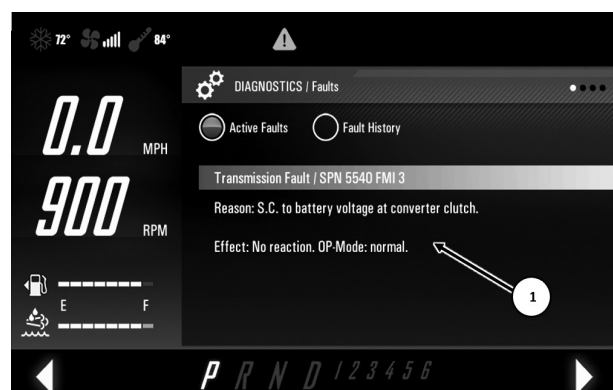 72° 84°
DIAGNOSTICS / Faults
0.0 MPH
Active Faults Fault History
Transmission Fault / SPN 5540 FMI 3
Reason: S.C. to battery voltage at converter clutch.
900 RPM
Effect: No reaction. OP-Mode: normal.
E F
1
P R N D 1 2 3 4 5 6